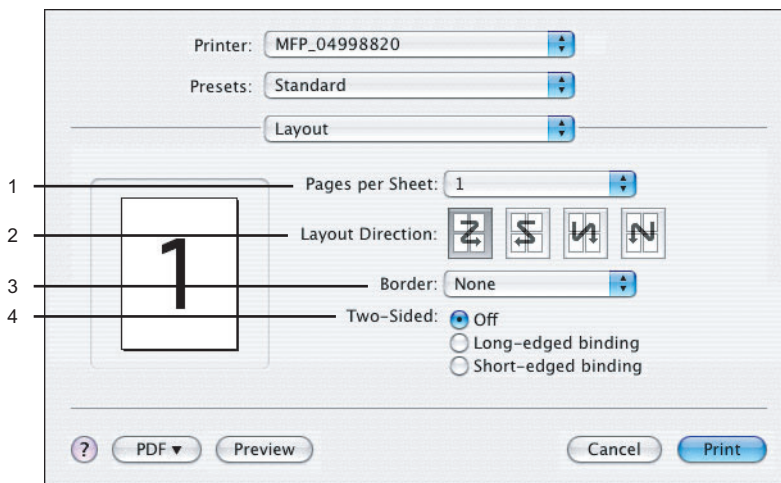 Printer: MFP_04998820
Presets: Standard
Layout
1 Pages per Sheet: 1
2 Layout Direction:
1
3 Border: None
4 Two-Sided: Off
Long-edged binding
Short-edged binding
? PDF Preview Cancel Print